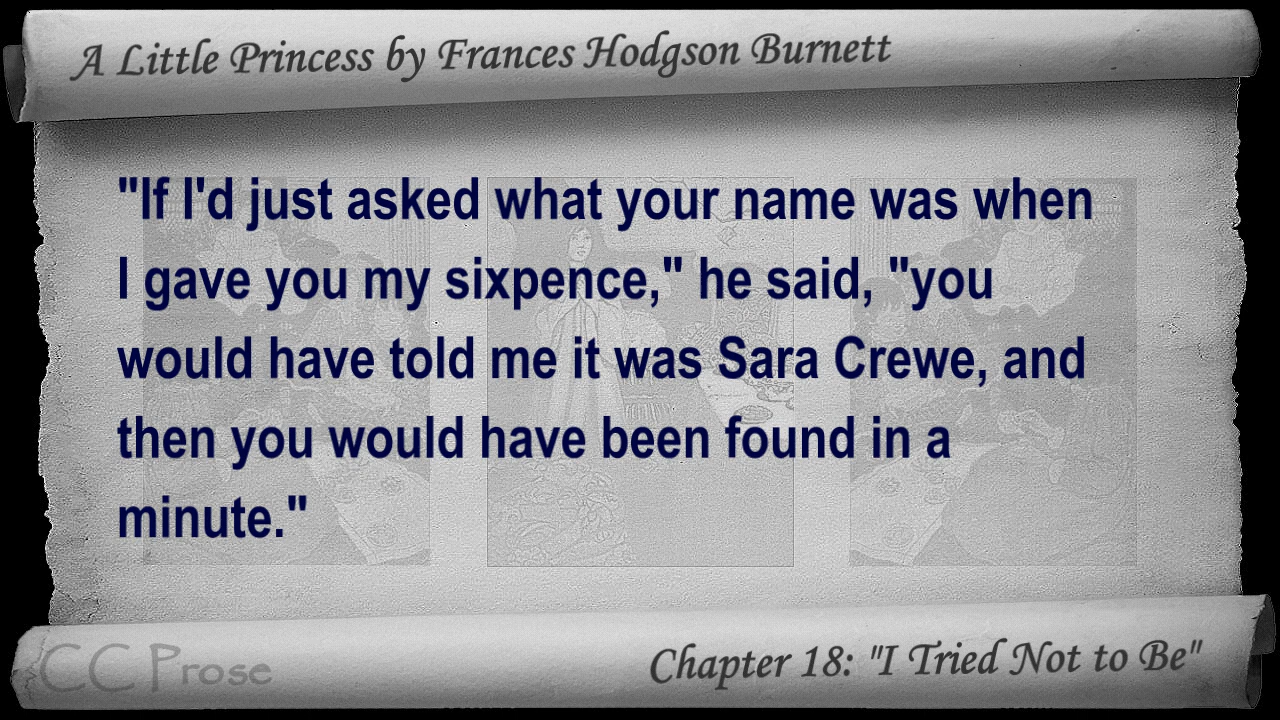 A Little Princess by Frances Hodgson Burnett
"If I'd just asked what your name was when
I gave you my sixpence," he said, "you
would have told me it was Sara Crewe, and
then you would have been found in a
minute."
CC Prose
Chapter 18: "I Tried Not to Be"